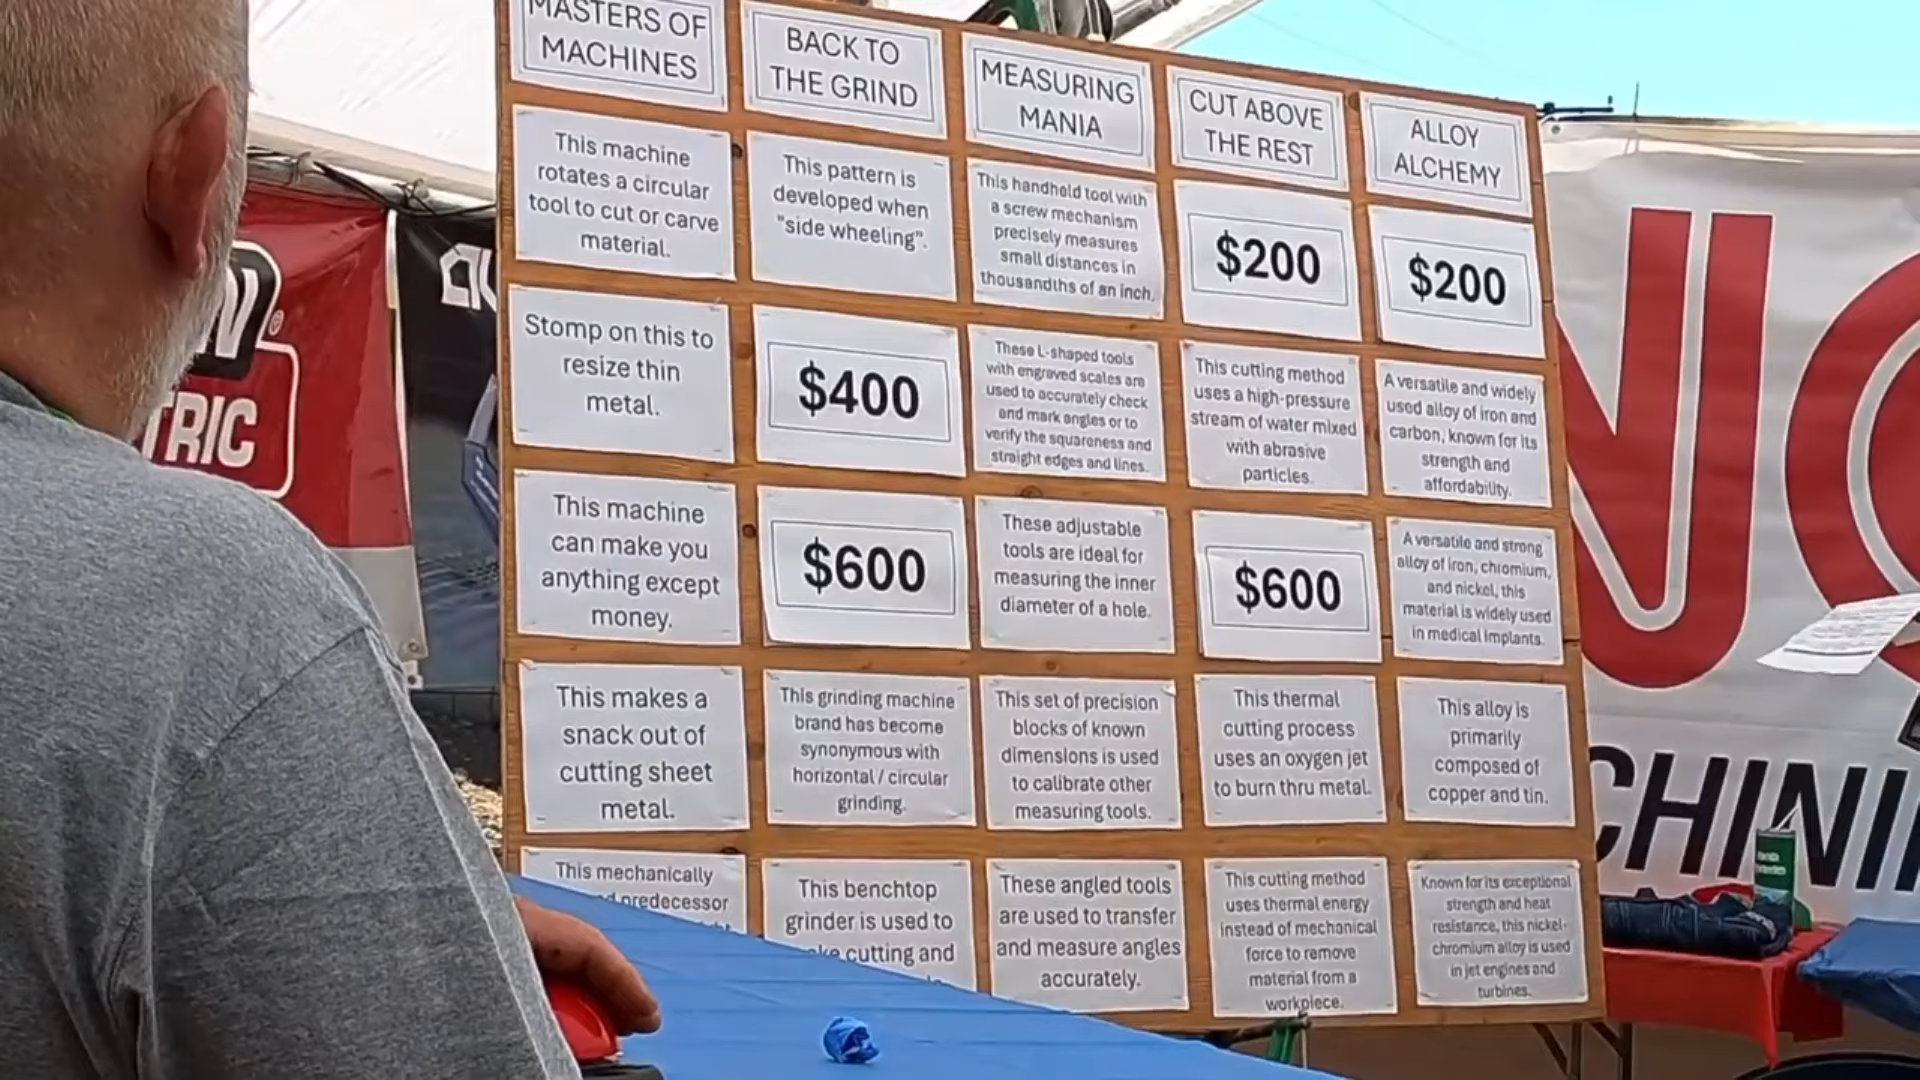 MASTERS OF
MACHINES
This machine
rotates a circular
tool to cut or carve
material.
Stomp on this to
resize thin
metal.
This machine
can make you
anything except
money.
This makes a
snack out of
cutting sheet
metal.
This mechanically
predecessor
BACK TO
THE GRIND
This pattern is
developed when
"side wheeling".
$400
$600
This grinding machine
brand has become
synonymous with
horizontal / circular
grinding.
This benchtop
grinder is used to
cutting and
MEASURING
MANIA
This handheld tool with
a screw mechanism
precisely measures
small distances in
thousandths of an inch.
These L-shaped tools
with engraved scales are
used to accurately check
and mark angles or to
verify the squareness and
straight edges and lines.
These adjustable
tools are ideal for
measuring the inner
diameter of a hole.
This set of precision
blocks of known
dimensions is used
to calibrate other
measuring tools.
These angled tools
are used to transfer
and measure angles
accurately.
CUT ABOVE
THE REST
$200
This cutting method
uses a high-pressure
stream of water mixed
with abrasive
particles.
$600
This thermal
cutting process
uses an oxygen jet
to burn thru metal.
This cutting method
uses thermal energy
instead of mechanical
force to remove
material from a
workpiece.
ALLOY
ALCHEMY
$200
A versatile and widely
used alloy of iron and
carbon, known for its
strength and
affordability.
A versatile and strong
alloy of iron, chromium,
and nickel, this
material is widely used
in medical implants.
This alloy is
primarily
composed of
copper and tin.
Known for its exceptional
strength and heat
resistance, this nickel-
chromium alloy is used
in jet engines and
turbines.
N
TRIC
N
CHINI